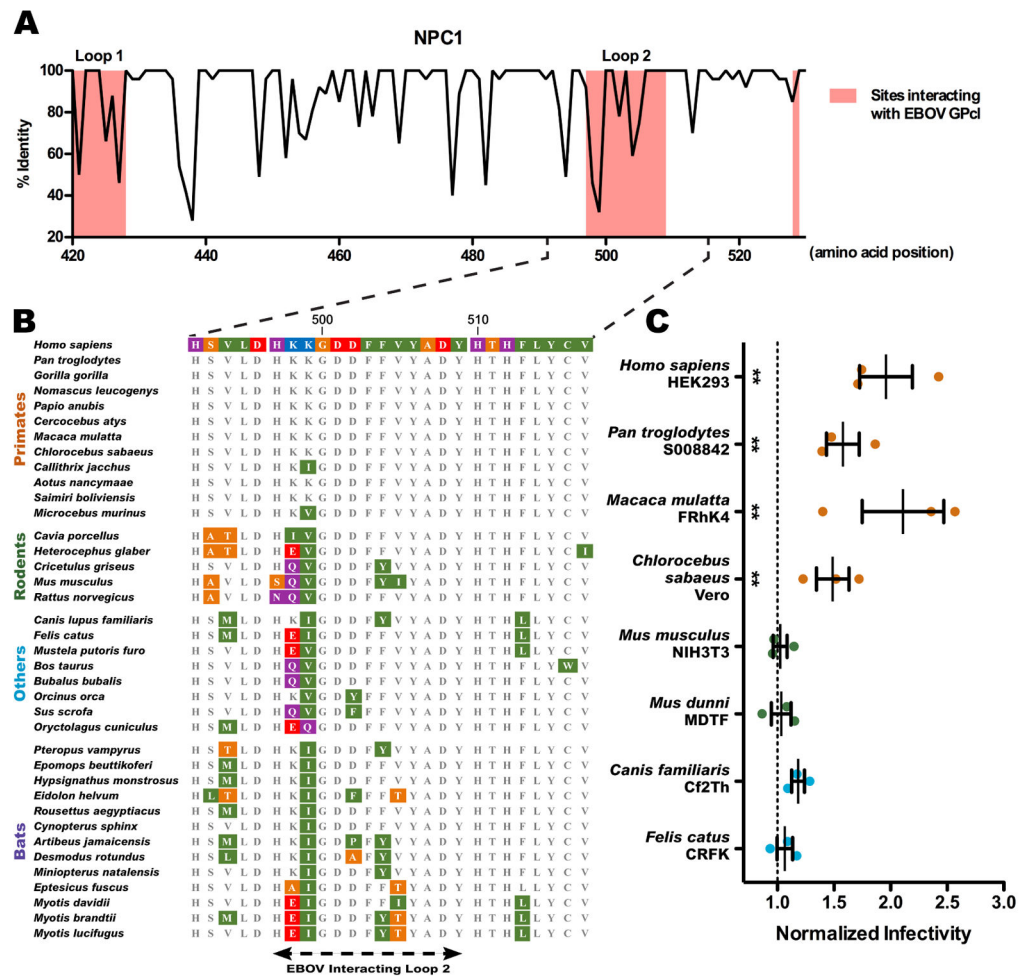 A
NPC1
Loop 1
Loop 2
% Identity
100
80
60
40
20
420
440
460
480
500
520
(amino acid position)
Sites interacting
with EBOV GPcl
B
500
510
Primates
Homo sapiens H S V L D H K K G D D F F V Y A D Y H T H F L Y C V
Pan troglodytes H S V L D H K K G D D F F V Y A D Y H T H F L Y C V
Gorilla gorilla H S V L D H K K G D D F F V Y A D Y H T H F L Y C V
Nomascus leucogenys H S V L D H K K G D D F F V Y A D Y H T H F L Y C V
Papio anubis H S V L D H K K G D D F F V Y A D Y H T H F L Y C V
Cercocebus atys H S V L D H K K G D D F F V Y A D Y H T H F L Y C V
Macaca mulatta H S V L D H K K G D D F F V Y A D Y H T H F L Y C V
Chlorocebus sabaeus H S V L D H K K G D D F F V Y A D Y H T H F L Y C V
Callithrix jacchus H S V L D H K I G D D F F V Y A D Y H T H F L Y C V
Aotus nancymaae H S V L D H K K G D D F F V Y A D Y H T H F L Y C V
Saimiri boliviensis H S V L D H K K G D D F F V Y A D Y H T H F L Y C V
Microcebus murinus H S V L D H K V G D D F F V Y A D Y H T H F L Y C V
Rodents
Cavia porcellus H A T L D H I V G D D F F V Y A D Y H T H F L Y C V
Heterocephus glaber H A T L D H E V G D D F F V Y A D Y H T H F L Y C I
Cricetulus griseus H S V L D H Q V G D D F Y V Y A D Y H T H F L Y C V
Mus musculus H A V L D S Q V G D D F Y I Y A D Y H T H F L Y C V
Rattus norvegicus H A V L D N Q V G D D F F V Y A D Y H T H F L Y C V
Others
Canis lupus familiaris H S M L D H K I G D D F Y V Y A D Y H T H L L Y C V
Felis catus H S M L D H E I G D D F F V Y A D Y H T H L L Y C V
Mustela putoris furo H S V L D H E V G D D F F V Y A D Y H T H L L Y C V
Bos taurus H S V L D H Q V G D D F F V Y A D Y H T H F L Y W V
Bubalus bubalis H S V L D H Q V G D D F F V Y A D Y H T H F L Y C V
Orcinus orca H S V L D H K V G D Y F F V Y A D Y H T H F L Y C V
Sus scrofa H S V L D H Q V G D F F F V Y A D Y H T H F L Y C V
Oryctolagus cuniculus H S M L D H E Q G D D F F V Y A D Y H T H F L Y C V
Bats
Pteropus vampyrus H S T L D H K I G D D F Y V Y A D Y H T H F L Y C V
Epomops beuttikoferi H S M L D H K I G D D F F V Y A D Y H T H F L Y C V
Hypsignathus monstrosus H S M L D H K I G D D F F V Y A D Y H T H F L Y C V
Eidolon helvum H L T L D H K I G D F F F T Y A D Y H T H F L Y C V
Rousettus aegyptiacus H S M L D H K I G D D F F V Y A D Y H T H F L Y C V
Cynopterus sphinx H S V L D H K I G D D F F V Y A D Y H T H F L Y C V
Artibeus jamaicensis H S M L D H K I G D P F Y V Y A D Y H T H F L Y C V
Desmodus rotundus H S L L D H K I G D A F Y V Y A D Y H T H F L Y C V
Miniopterus natalensis H S V L D H K I G D D F Y V Y A D Y H T H F L Y C V
Eptesicus fuscus H S V L D H A I G D D F F T Y A D Y H T H F L Y C V
Myotis davidii H S V L D H E I G D D F F I Y A D Y H T H L L Y C V
Myotis brandtii H S M L D H E I G D D F Y T Y A D Y H T H L L Y C V
Myotis lucifugus H S V L D H E I G D D F Y T Y A D Y H T H L L Y C V
EBOV Interacting Loop 2
C
Homo sapiens
HEK293
**
Pan troglodytes
S008842
**
Macaca mulatta
FRhK4
**
Chlorocebus
sabaeus
Vero
**
Mus musculus
NIH3T3
Mus dunni
MDTF
Canis familiaris
Cf2Th
Felis catus
CRFK
1.0
2.0
3.0
Normalized Infectivity